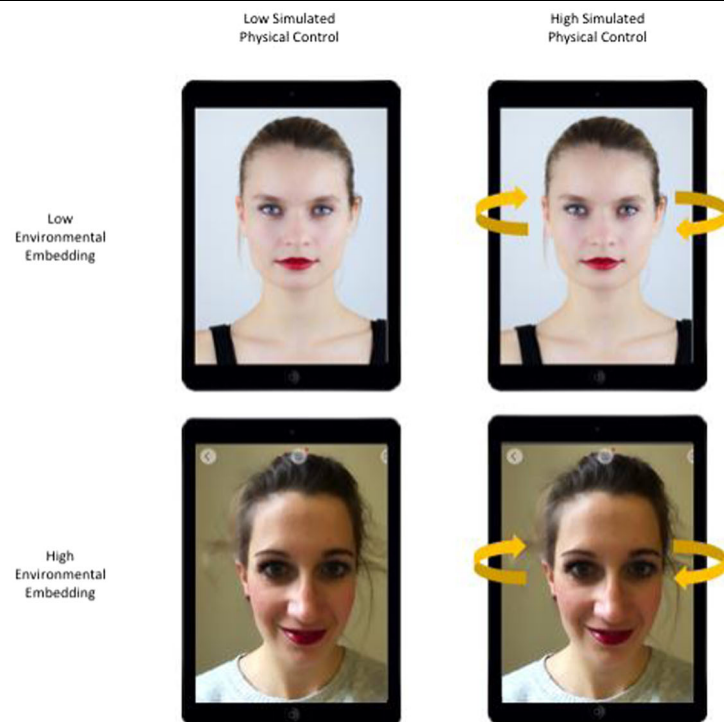 Low Simulated
Physical Control
High Simulated
Physical Control
Low
Environmental
Embedding
High
Environmental
Embedding